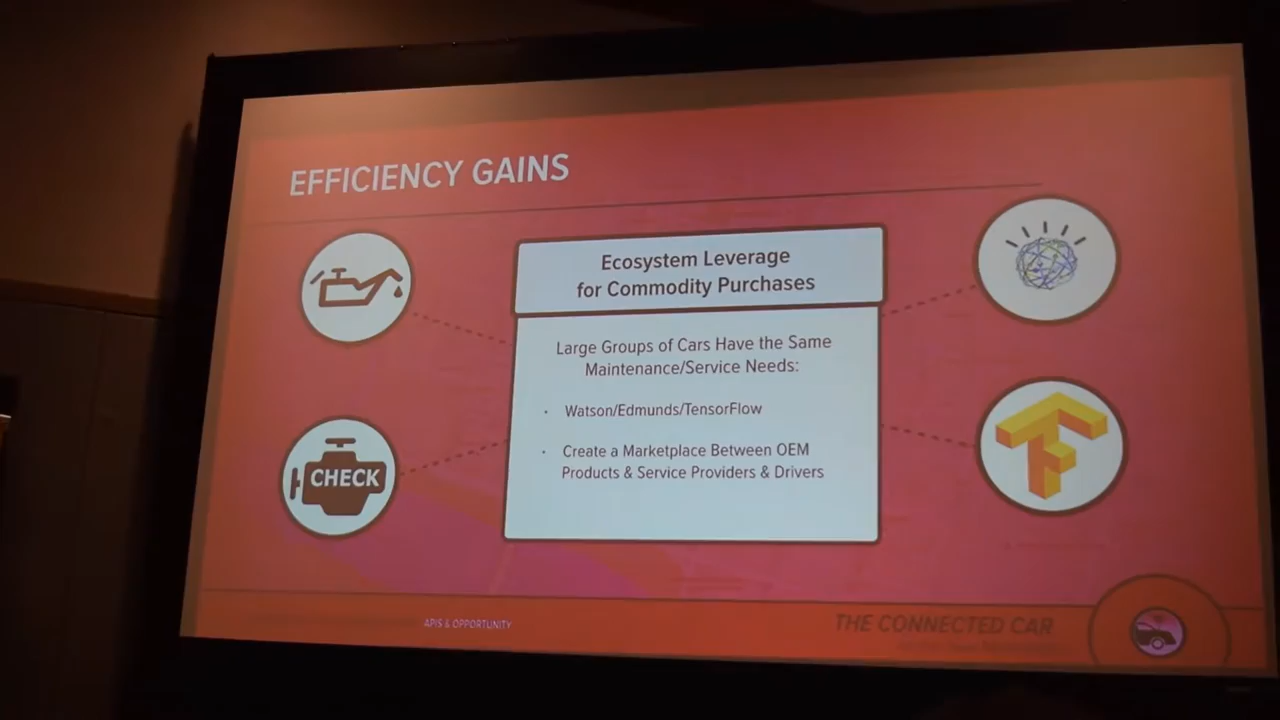 EFFICIENCY GAINS
Ecosystem Leverage
for Commodity Purchases
Large Groups of Cars Have the Same
Maintenance/Service Needs:
· Watson/Edmunds/TensorFlow
· Create a Marketplace Between OEM
Products & Service Providers & Drivers
CHECK
APIS & OPPORTUNITY
THE CONNECTED CAR